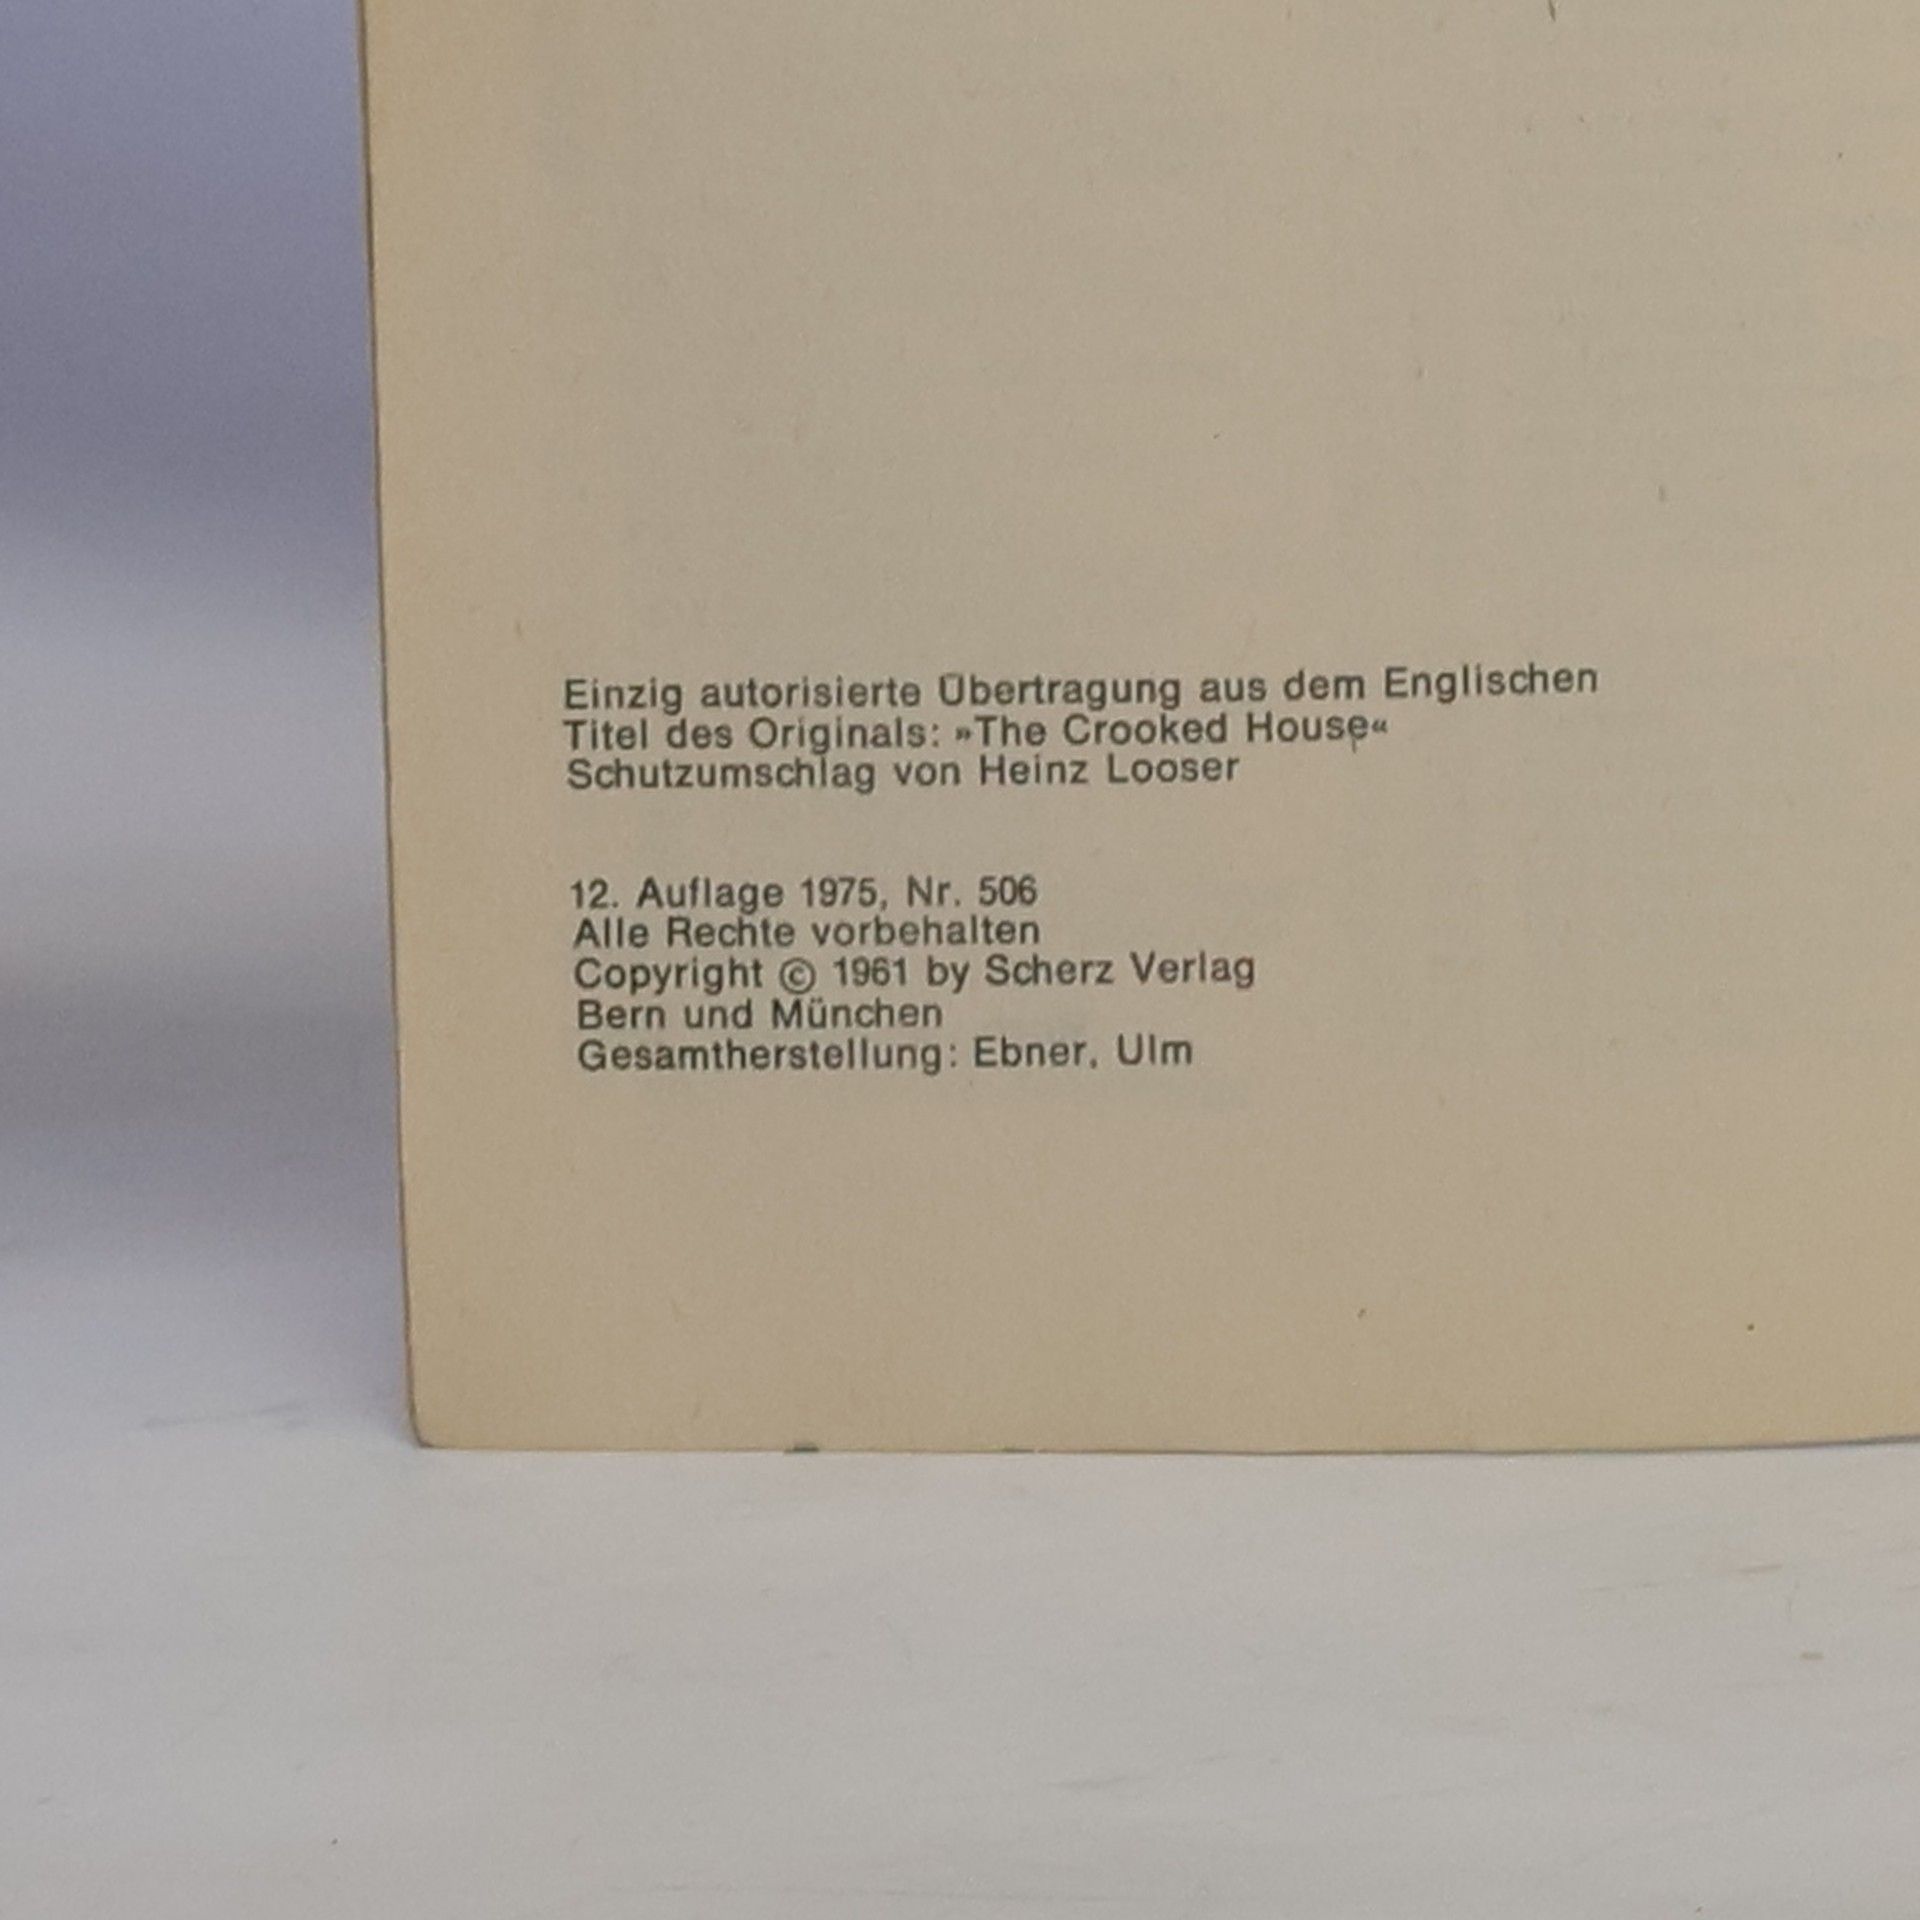 Einzig autorisierte Übertragung aus dem Englischen
Titel des Originals: »The Crooked House«
Schutzumschlag von Heinz Looser
12. Auflage 1975, Nr. 506
Alle Rechte vorbehalten
Copyright © 1961 by Scherz Verlag
Bern und München
Gesamtherstellung: Ebner, Ulm